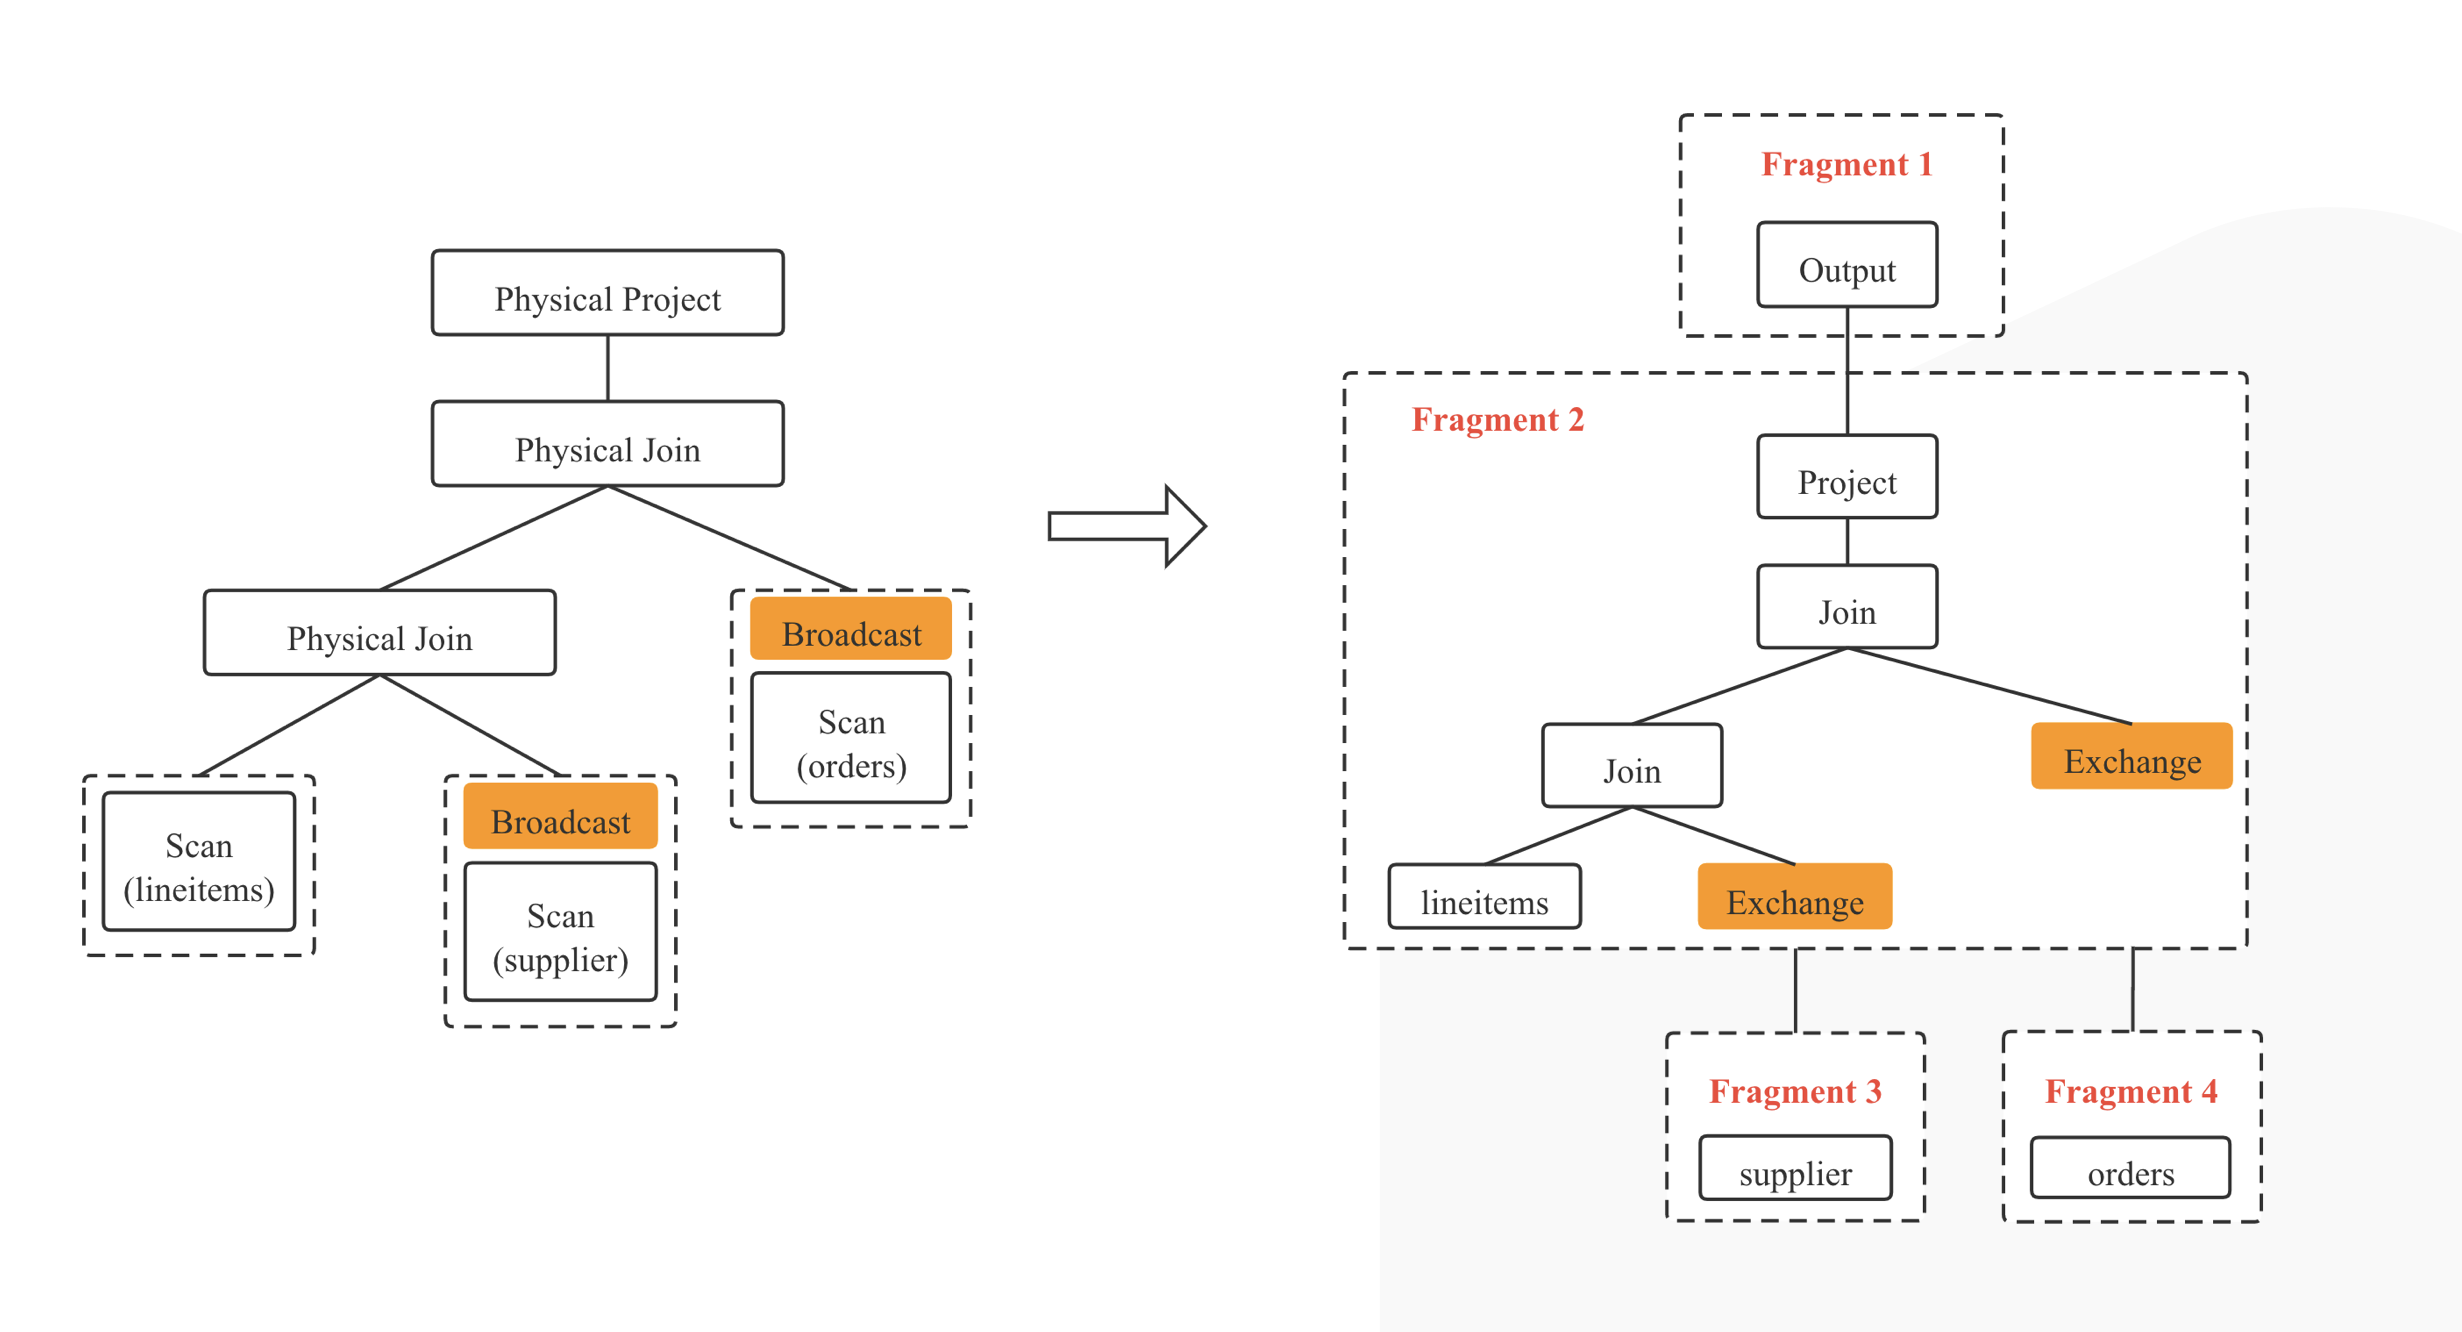 Physical Project
Physical Join
Physical Join
Broadcast
Scan
(orders)
Scan
(lineitems)
Broadcast
Scan
(supplier)
Fragment 1
Output
Fragment 2
Project
Join
Join
Exchange
lineitems
Exchange
Fragment 3
supplier
Fragment 4
orders